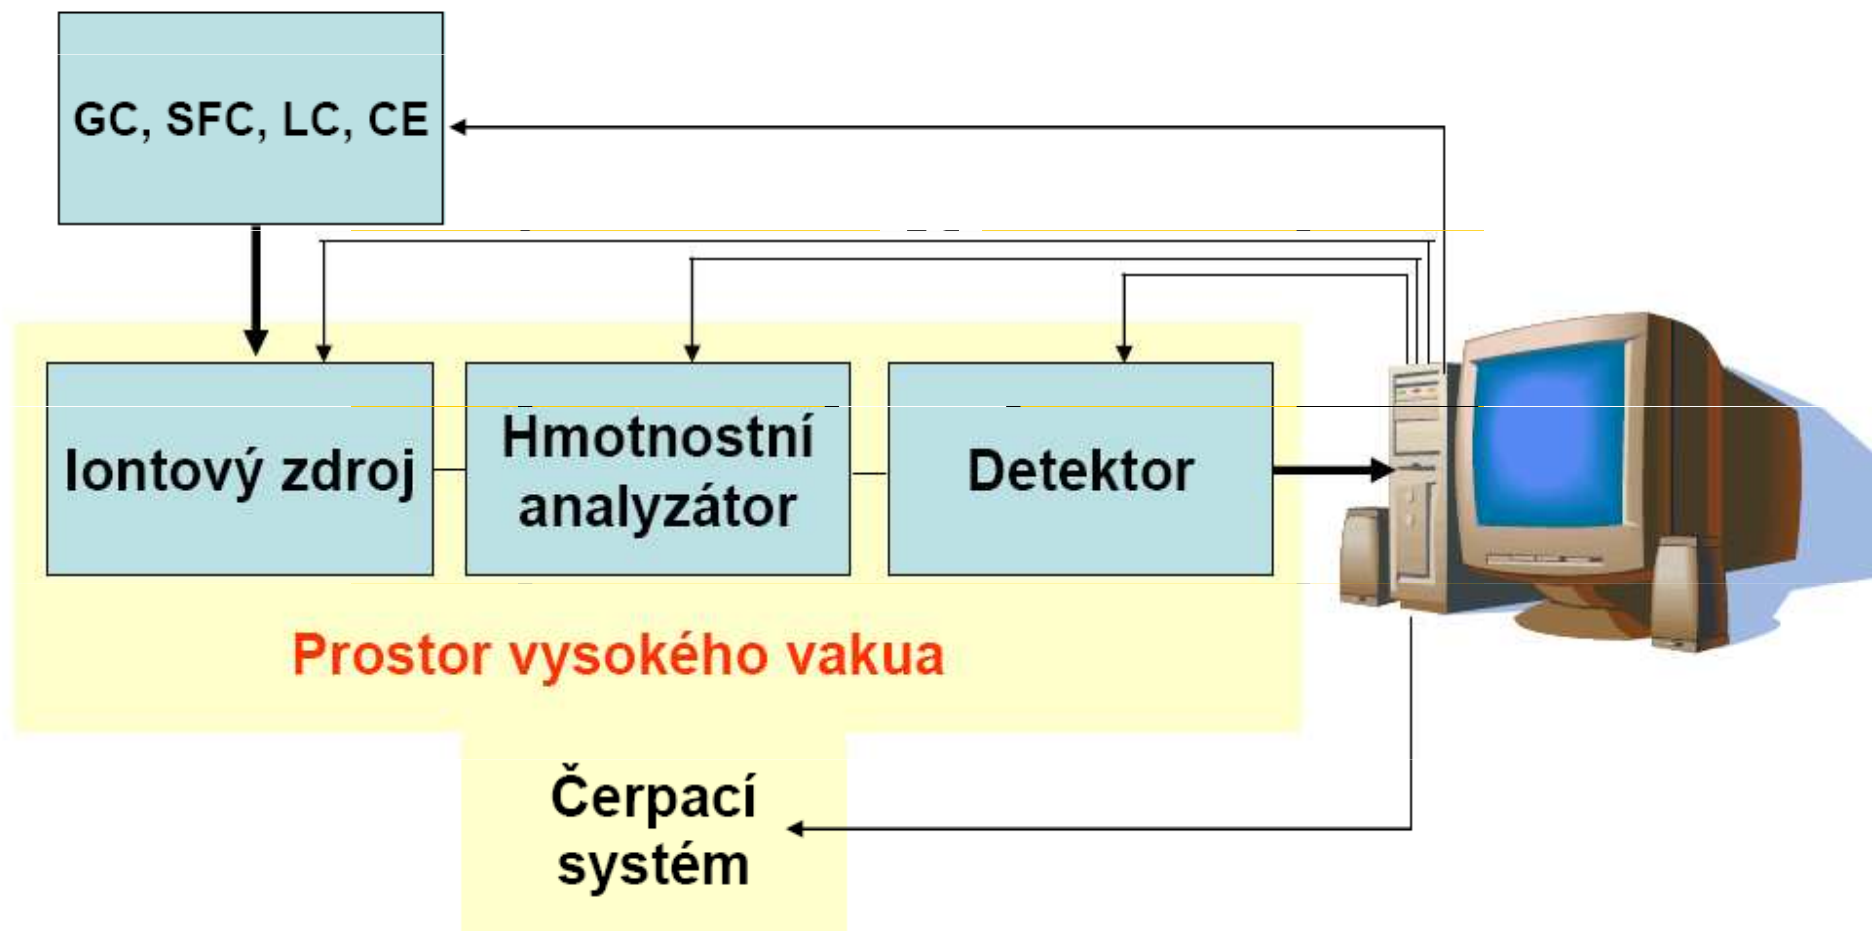 GC, SFC, LC, CE
Iontový zdroj
Hmotnostní
analyzátor
Detektor
Prostor vysokého vakua
Čerpací
systém